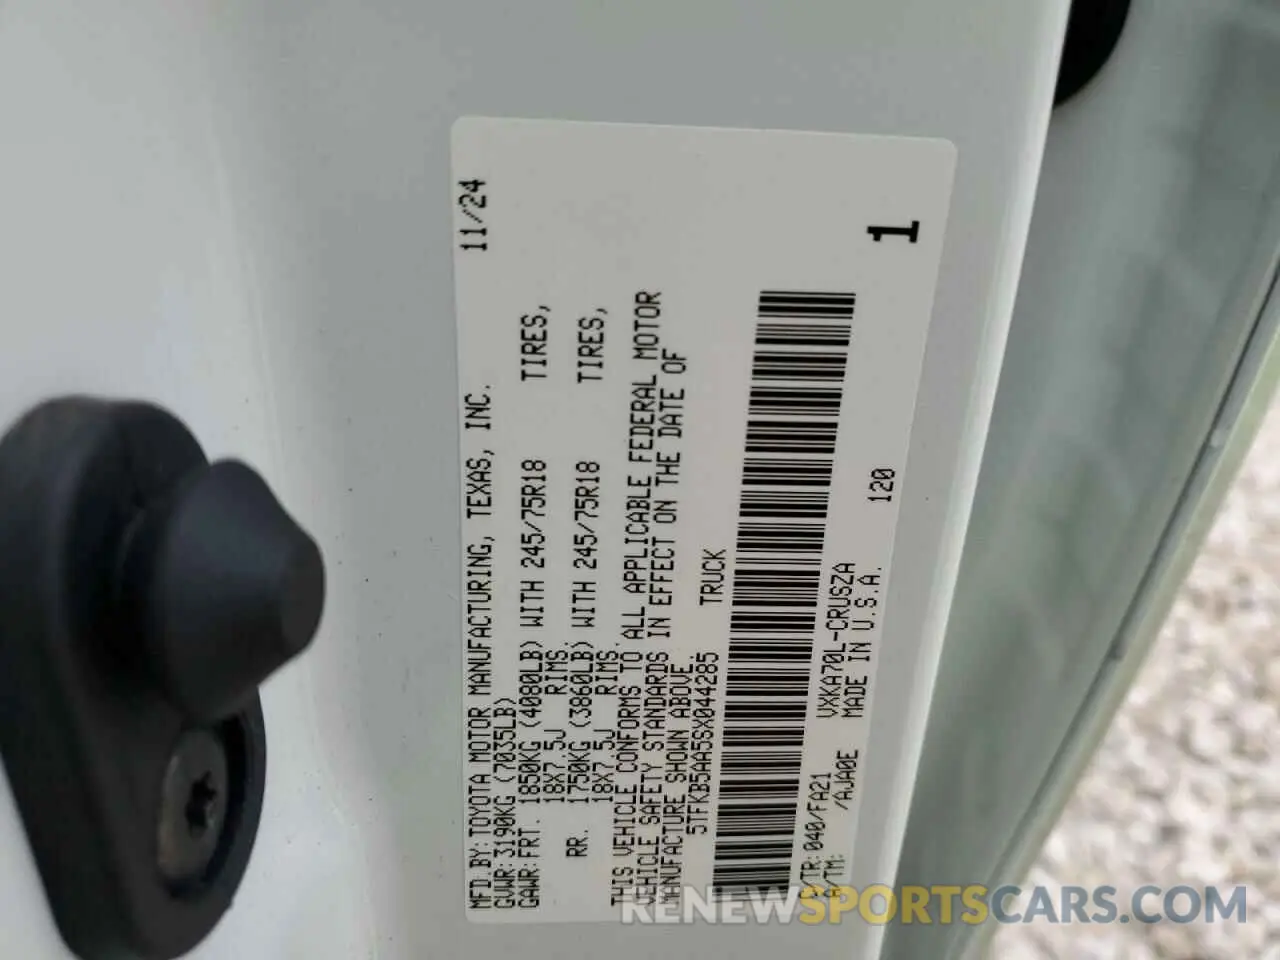 11/24
MFD.BY:TOYOTA MOTOR MANUFACTURING, TEXAS, INC.
GVWR:3190KG (7035LB)
GAWR:FRT. 1850KG (4080LB) WITH 245/75R18 TIRES,
18X7.5J RIMS.
RR. 1750KG (3860LB) WITH 245/75R18 TIRES,
18X7.5J RIMS.
THIS VEHICLE CONFORMS TO ALL APPLICABLE FEDERAL MOTOR
VEHICLE SAFETY STANDARDS IN EFFECT ON THE DATE OF
MANUFACTURE SHOWN ABOVE.
5TFKB5AA5SX044285 TRUCK
C/TR:040/FA21 VXKA70L-CRUSZA 120
A/TM: /AJA0E MADE IN U.S.A.
1
RENEWSPORTSCARS.COM